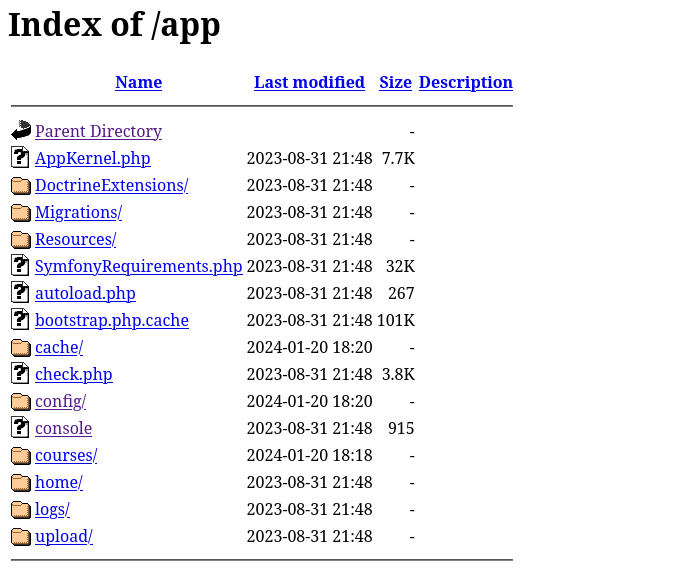 Index of /app
Name Last modified Size Description
Parent Directory -
AppKernel.php 2023-08-31 21:48 7.7K
DoctrineExtensions/ 2023-08-31 21:48 -
Migrations/ 2023-08-31 21:48 -
Resources/ 2023-08-31 21:48 -
SymfonyRequirements.php 2023-08-31 21:48 32K
autoload.php 2023-08-31 21:48 267
bootstrap.php.cache 2023-08-31 21:48 101K
cache/ 2024-01-20 18:20 -
check.php 2023-08-31 21:48 3.8K
config/ 2024-01-20 18:20 -
console 2023-08-31 21:48 915
courses/ 2024-01-20 18:18 -
home/ 2023-08-31 21:48 -
logs/ 2023-08-31 21:48 -
upload/ 2023-08-31 21:48 -